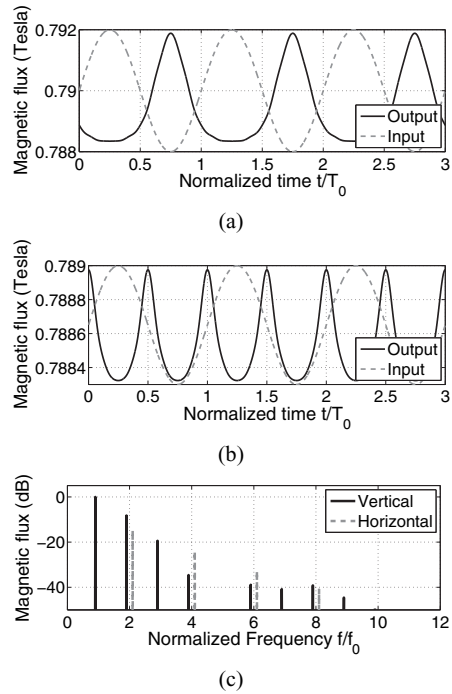 0.792
0.79
0.788
Magnetic flux (Tesla)
Output
Input
0 0.5 1 1.5 2 2.5 3
Normalized time t/T0
(a)
0.789
0.7888
0.7886
0.7884
Magnetic flux (Tesla)
Output
Input
0 0.5 1 1.5 2 2.5 3
Normalized time t/T0
(b)
0
−20
−40
Magnetic flux (dB)
Vertical
Horizontal
0 2 4 6 8 10 12
Normalized Frequency f/f0
(c)